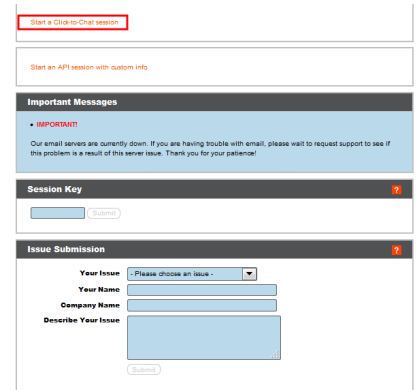 Start a Click-to-Chat session
Start an API session with custom info.
Important Messages
• IMPORTANT!
Our email servers are currently down. If you are having trouble with email, please wait to request support to see if
this problem is a result of this server issue. Thank you for your patience!
Session Key
?
Submit
Issue Submission
?
Your Issue - Please choose an issue -
Your Name
Company Name
Describe Your Issue
Submit